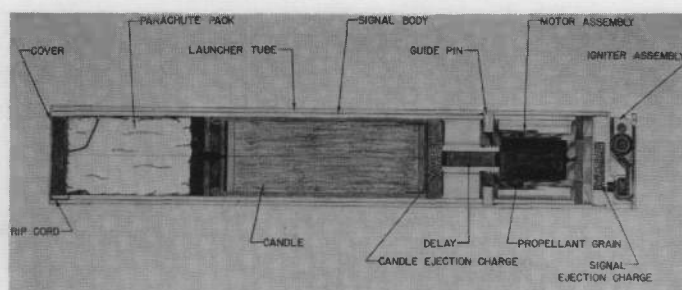 PARACHUTE PACK
SIGNAL BODY
MOTOR ASSEMBLY
COVER
LAUNCHER TUBE
GUIDE PIN
IGNITER ASSEMBLY
RIP CORD
CANDLE
DELAY
PROPELLANT GRAIN
CANDLE EJECTION CHARGE
SIGNAL
EJECTION CHARGE